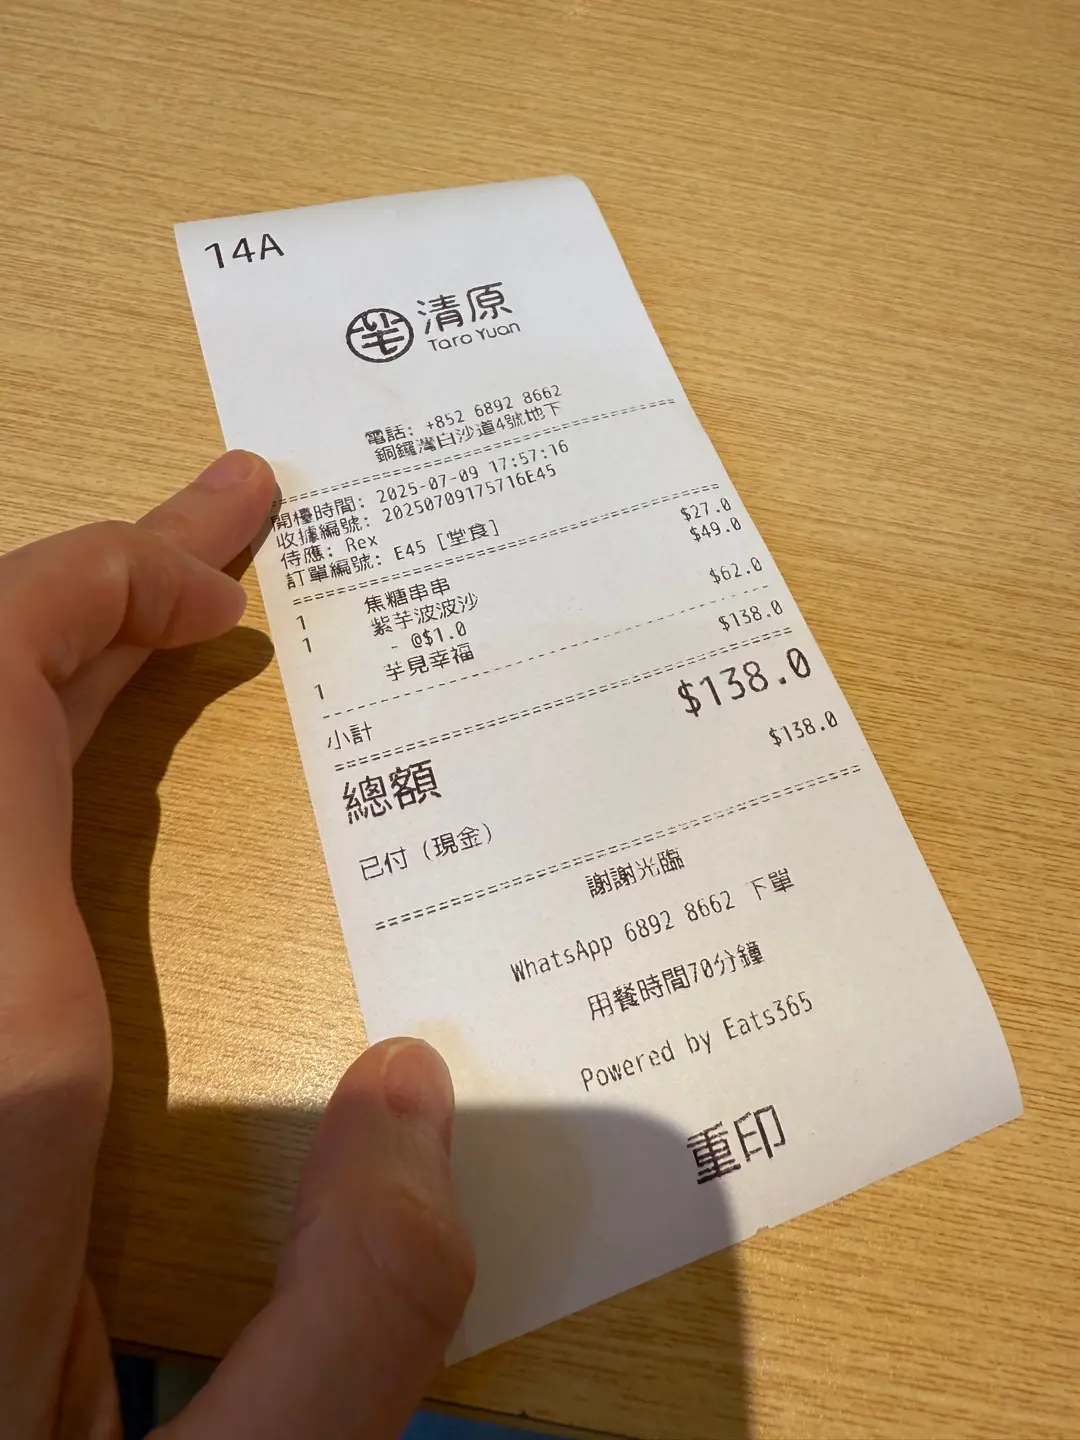 14A
芋 清原
Taro Yuan
電話: +852 6892 8662
銅鑼灣白沙道4號地下
開檯時間: 2025-07-09 17:57:16
收據編號: 20250709175716E45
侍應: Rex
訂單編號: E45 [堂食]
1 焦糖串串 $27.0
1 紫芋波波沙 $49.0
- @$1.0
1 芋見幸福 $62.0
小計 $138.0
總額 $138.0
已付 (現金) $138.0
謝謝光臨
WhatsApp 6892 8662 下單
用餐時間70分鐘
Powered by Eats365
重印